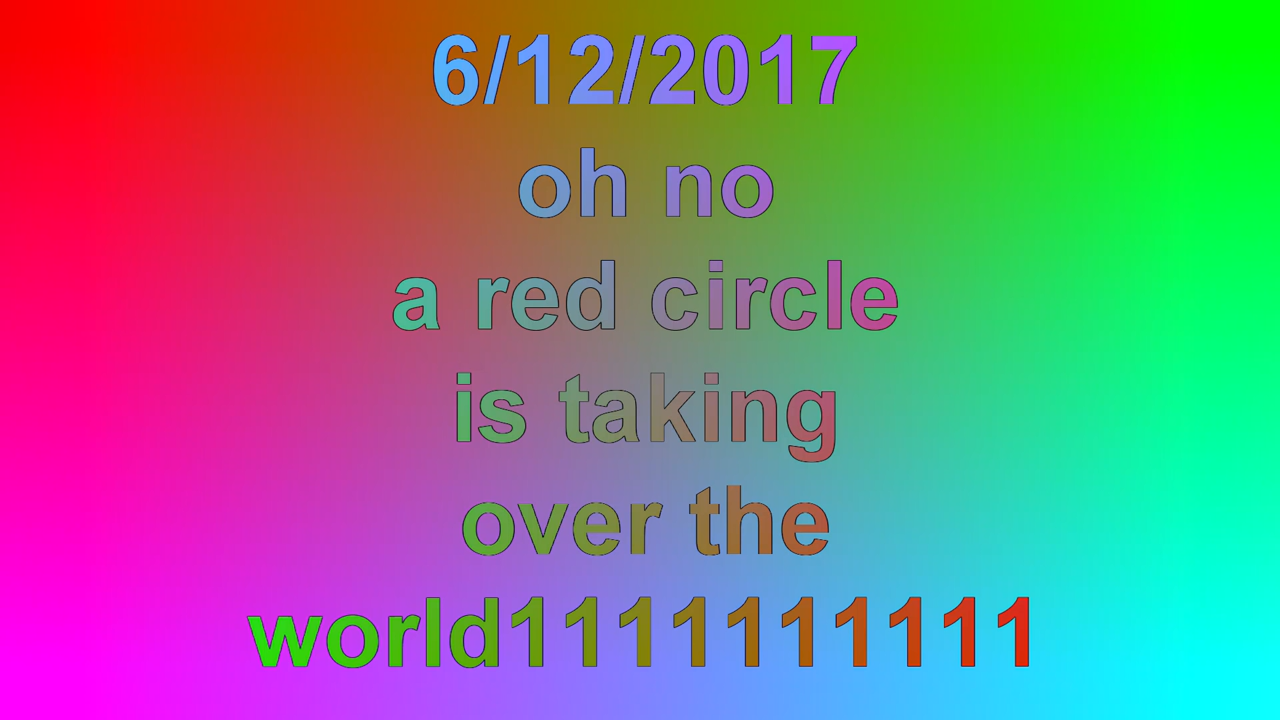 6/12/2017
oh no
a red circle
is taking
over the
world1111111111